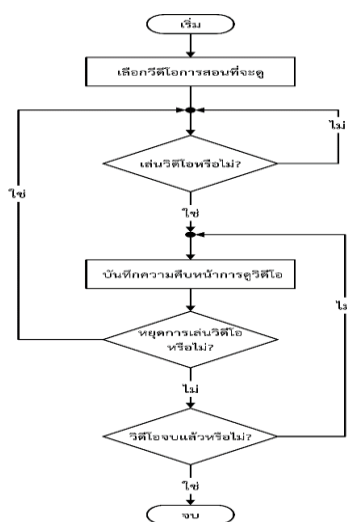 เริ่ม
เลือกวีดีโอการสอนที่จะดู
ไม่
เล่นวิดีโอหรือไม่?
ใช่
ใช่
บันทึกความคืบหน้าการดูวิดีโอ
ไม่
หยุดการเล่นวิดีโอ
หรือไม่?
ไม่
วิดีโอจบแล้วหรือไม่?
ใช่
จบ